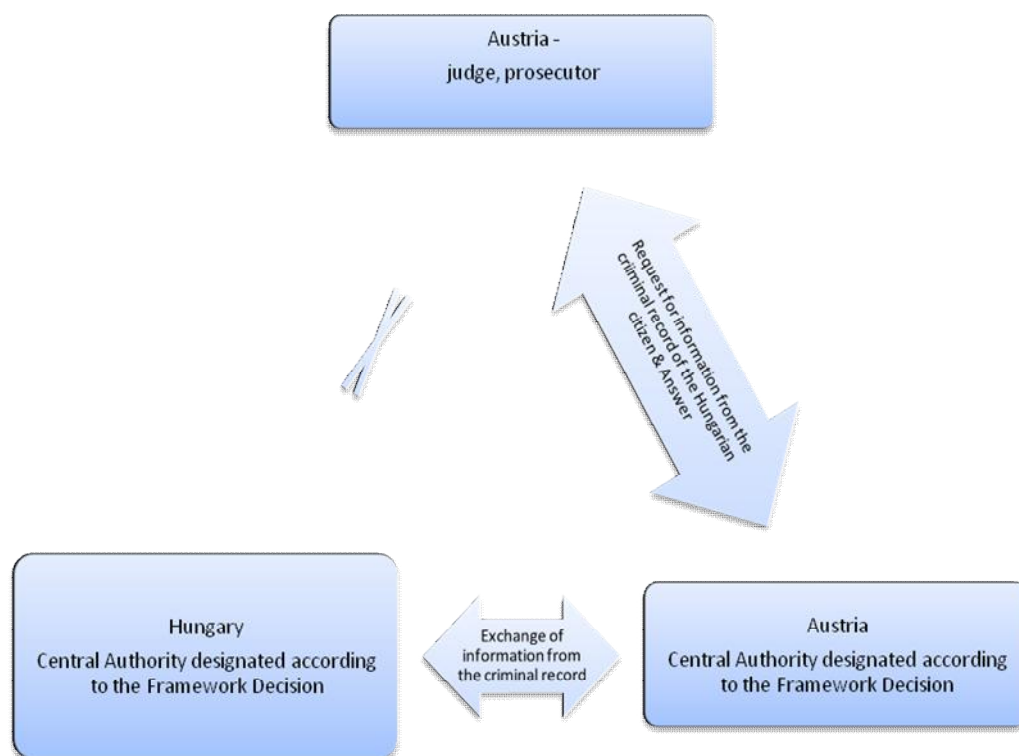 Austria -
judge, prosecutor
Request for information from the
criiminal record of the Hungarian
citizen & Answer
Hungary
Central Authority designated according
to the Framework Decision
Exchange of
information from
the criminal record
Austria
Central Authority designated according
to the Framework Decision